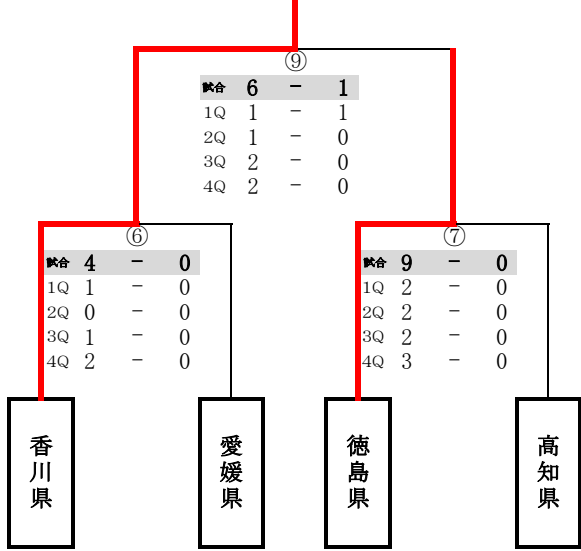 ⑨
試合 6 - 1
1Q 1 - 1
2Q 1 - 0
3Q 2 - 0
4Q 2 - 0
⑥
試合 4 - 0
1Q 1 - 0
2Q 0 - 0
3Q 1 - 0
4Q 2 - 0
⑦
試合 9 - 0
1Q 2 - 0
2Q 2 - 0
3Q 2 - 0
4Q 3 - 0
香川県
愛媛県
徳島県
高知県